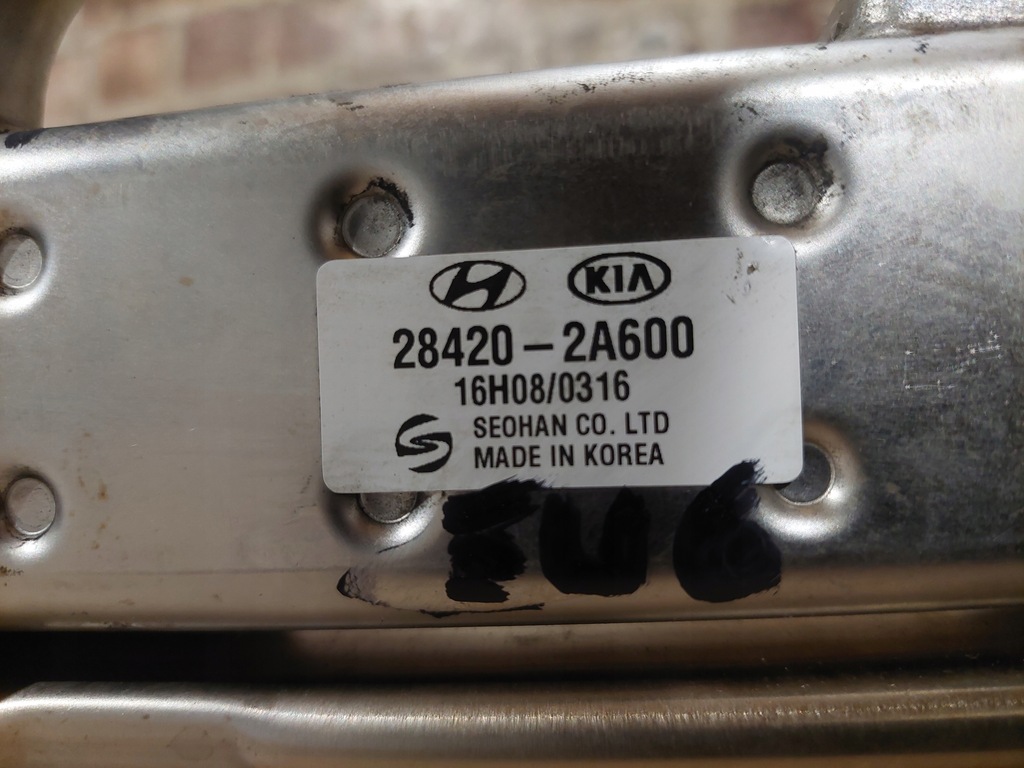 KIA
28420-2A600
16H08/0316
SEOHAN CO. LTD
MADE IN KOREA